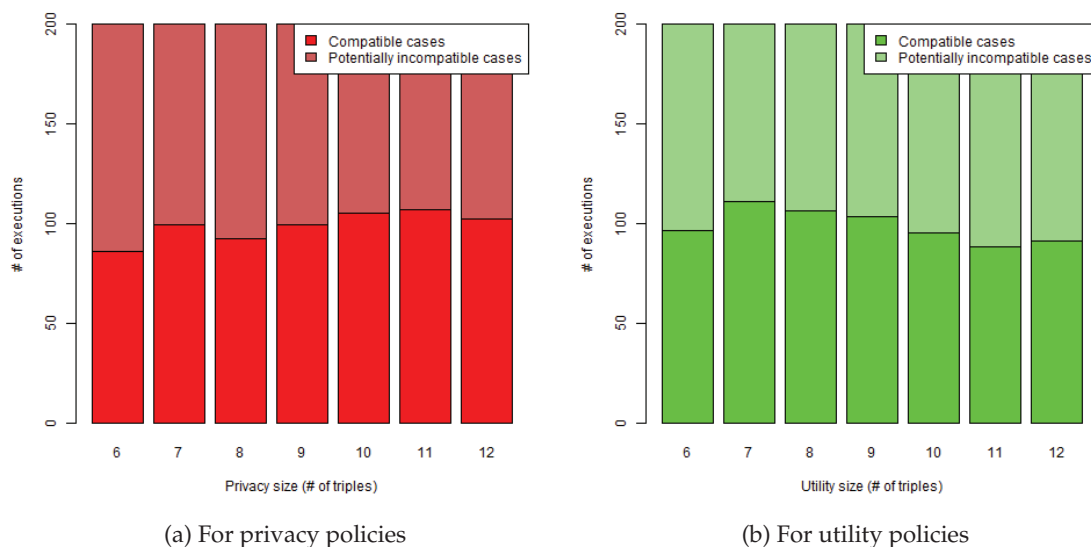 200
150
100
50
0
# of executions
Compatible cases
Potentially incompatible cases
6 7 8 9 10 11 12
Privacy size (# of triples)
(a) For privacy policies
200
150
100
50
0
# of executions
Compatible cases
Potentially incompatible cases
6 7 8 9 10 11 12
Utility size (# of triples)
(b) For utility policies